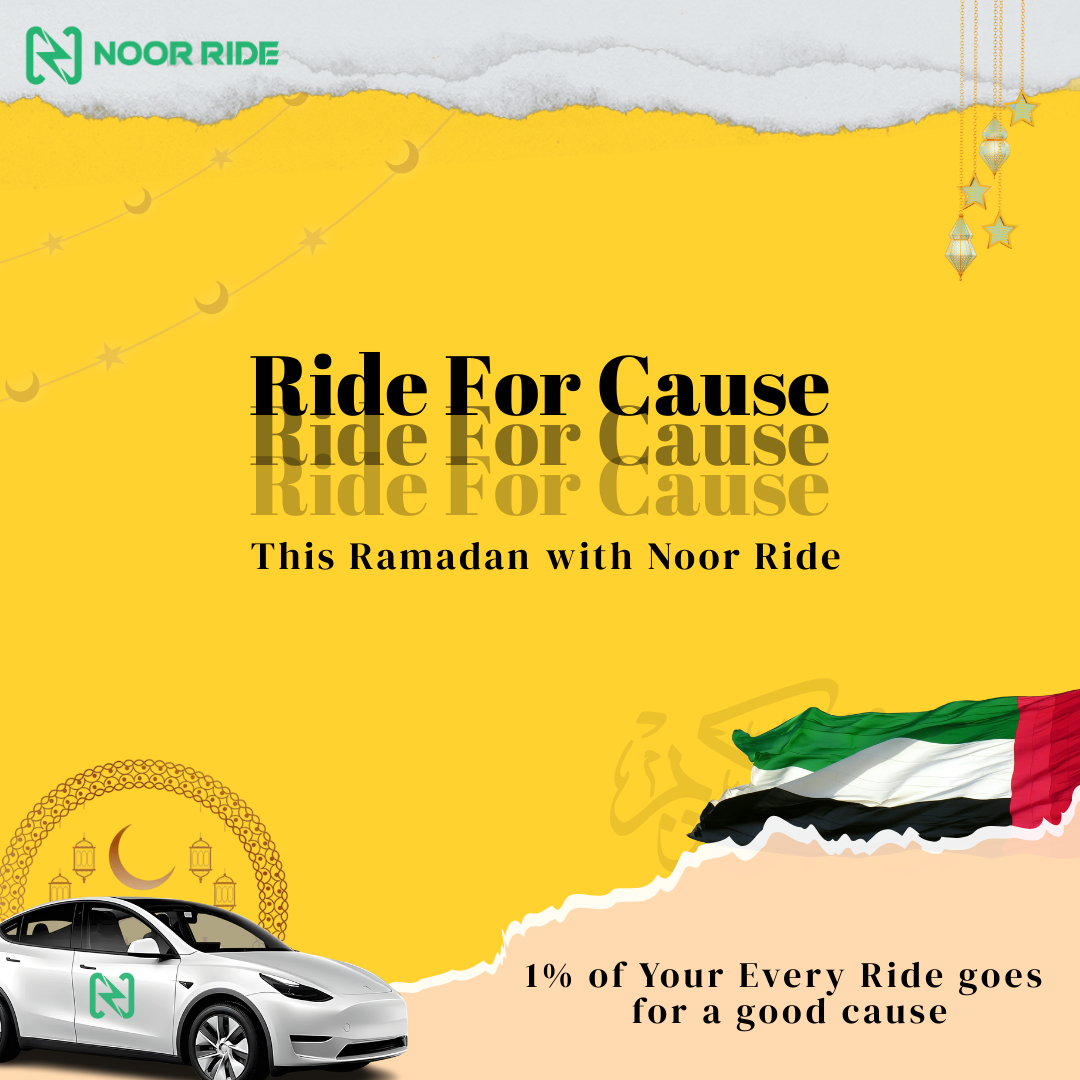 NOOR RIDE
Ride For Cause
Ride For Cause
Ride For Cause
This Ramadan with Noor Ride
1% of Your Every Ride goes
for a good cause